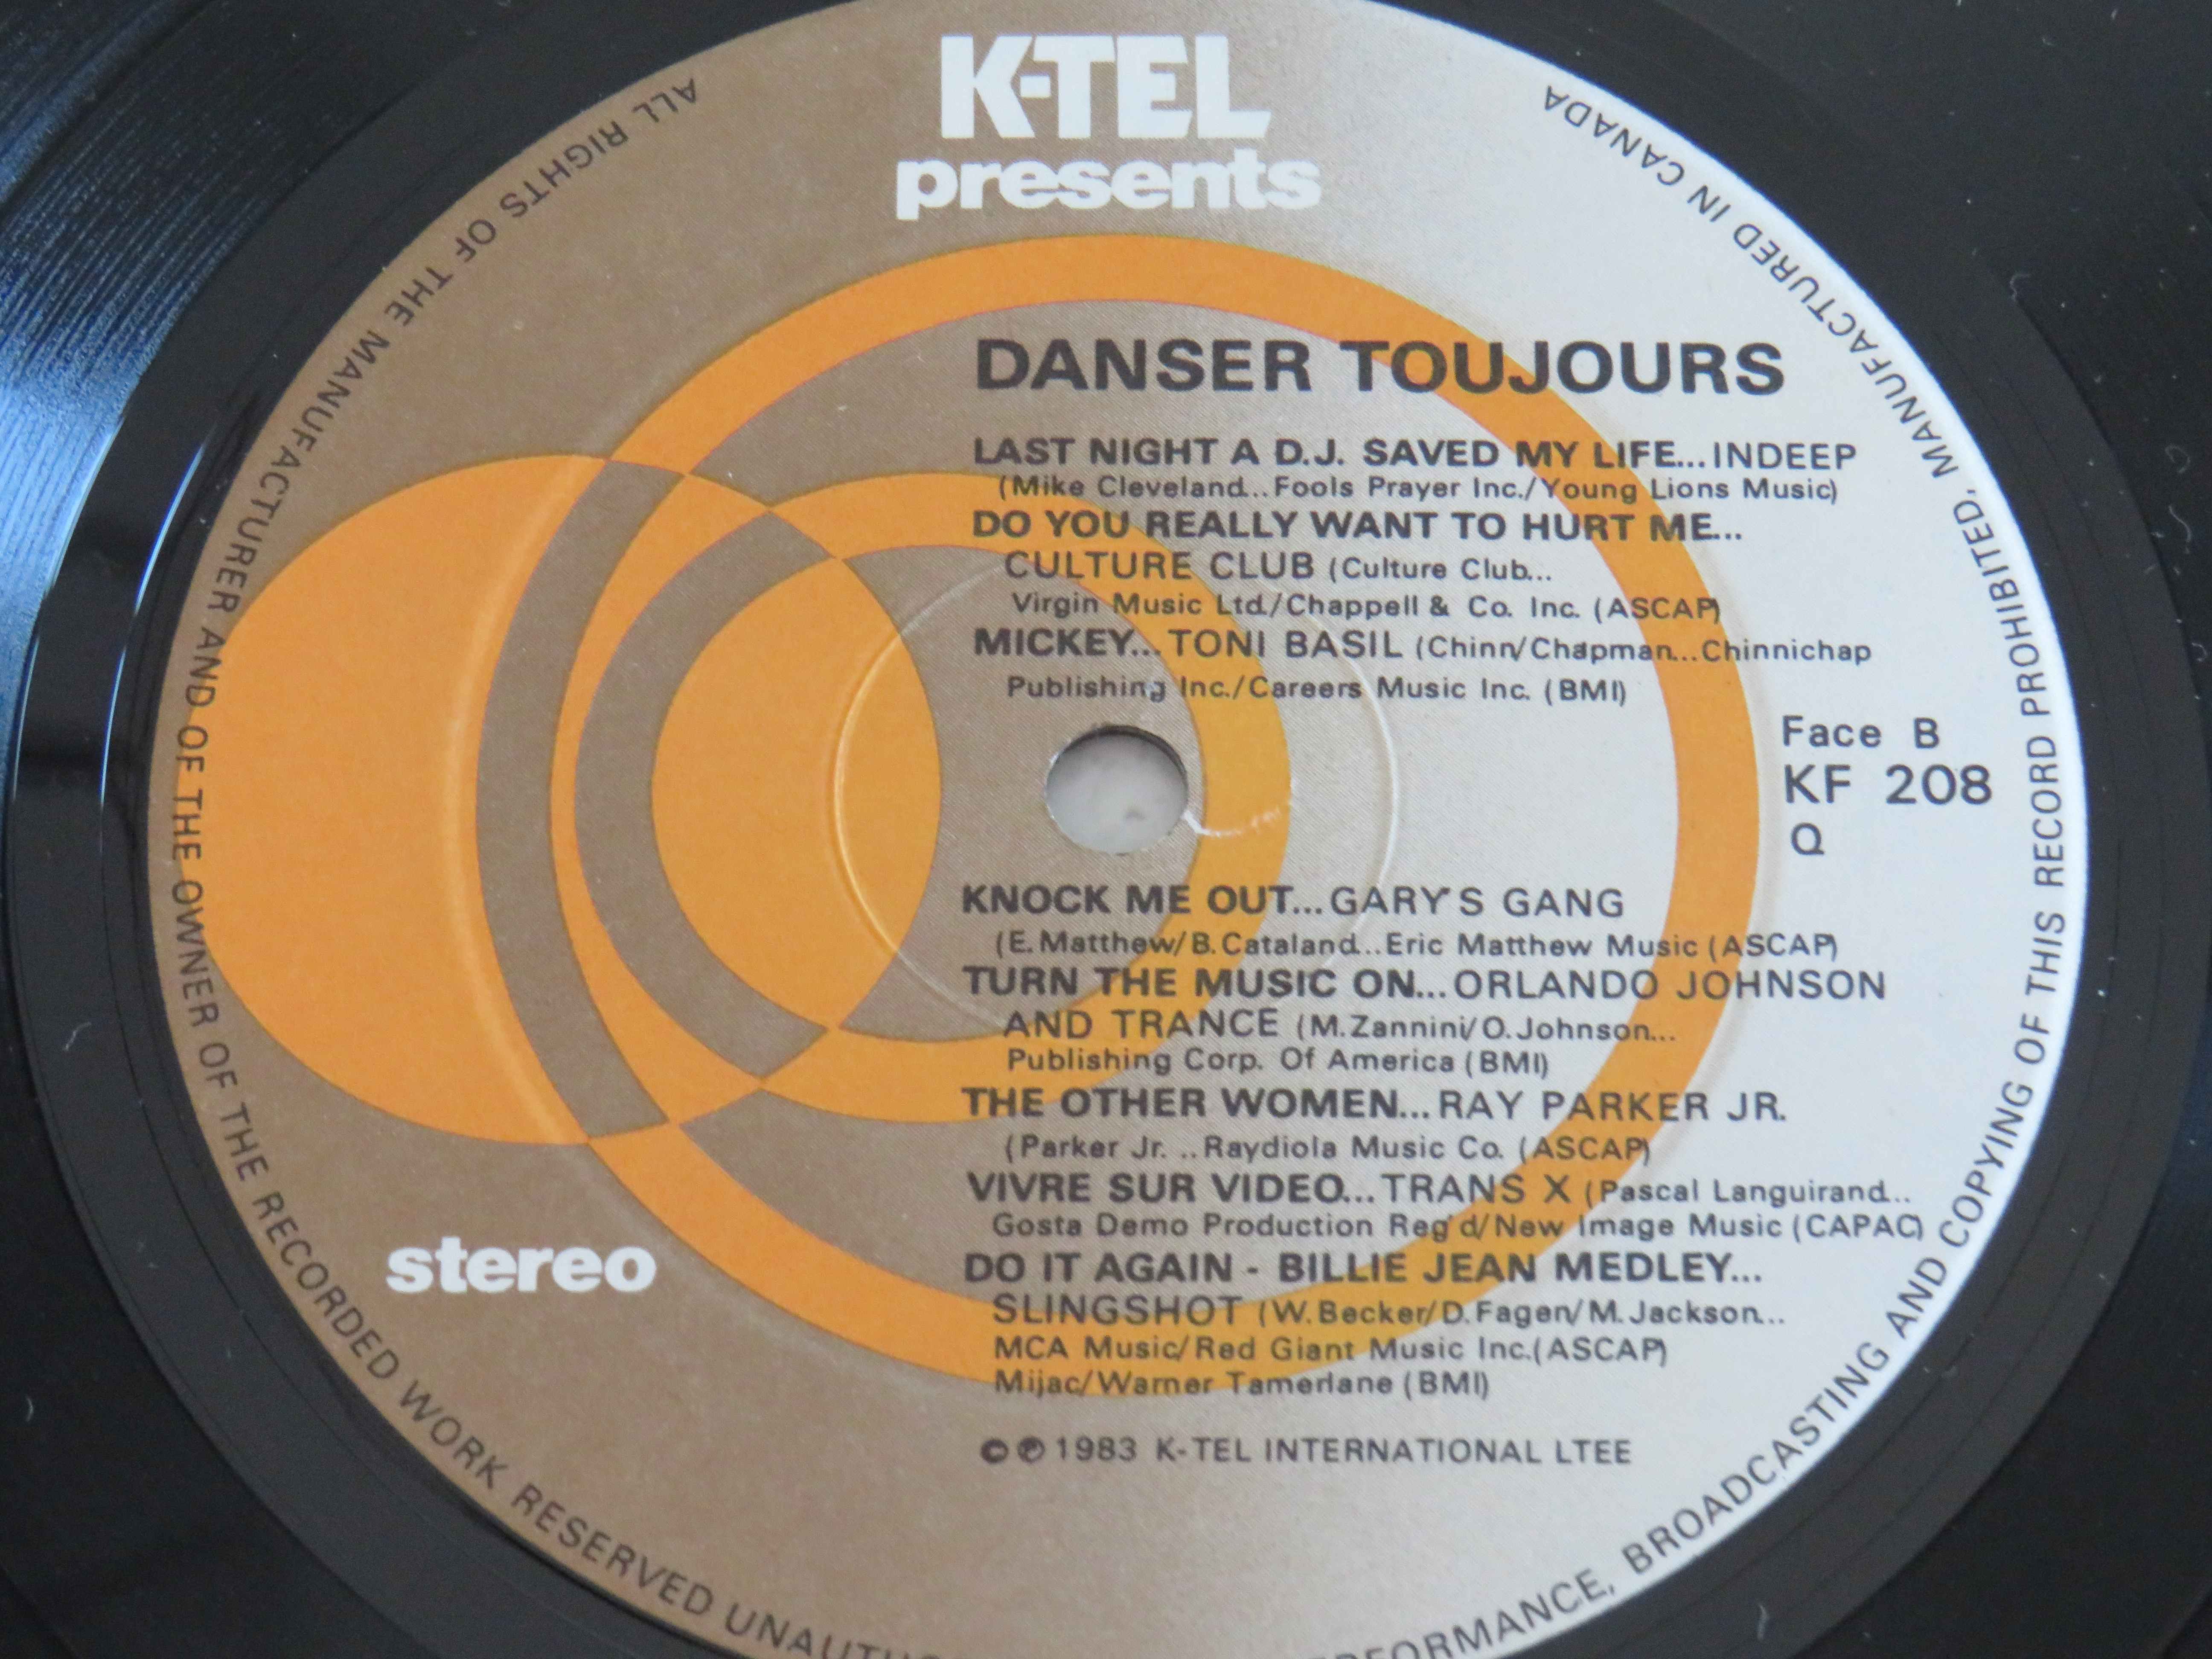 K-TEL
presents
DANSER TOUJOURS
LAST NIGHT A D.J. SAVED MY LIFE...INDEEP
(Mike Cleveland...Fools Prayer Inc./Young Lions Music)
DO YOU REALLY WANT TO HURT ME...
CULTURE CLUB (Culture Club...
Virgin Music Ltd./Chappell & Co. Inc. (ASCAP)
MICKEY...TONI BASIL (Chinn/Chapman...Chinnichap
Publishing Inc./Careers Music Inc. (BMI)
Face B
KF 208
Q
KNOCK ME OUT...GARY'S GANG
(E.Matthew/B.Cataland...Eric Matthew Music (ASCAP)
TURN THE MUSIC ON...ORLANDO JOHNSON
AND TRANCE (M.Zannini/O.Johnson...
Publishing Corp. Of America (BMI)
THE OTHER WOMEN...RAY PARKER JR.
(Parker Jr. ...Raydiola Music Co. (ASCAP)
VIVRE SUR VIDEO...TRANS X (Pascal Languirand...
Gosta Demo Production Reg'd/New Image Music (CAPAC)
DO IT AGAIN - BILLIE JEAN MEDLEY...
SLINGSHOT (W.Becker/D.Fagen/M.Jackson...
MCA Music/Red Giant Music Inc.(ASCAP)
Mijac/Warner Tamerlane (BMI)
stereo
©℗1983 K-TEL INTERNATIONAL LTEE
ALL RIGHTS OF THE MANUFACTURER AND OF THE OWNER OF THE RECORDED WORK RESERVED
BROADCASTING AND COPYING OF THIS RECORD PROHIBITED, MANUFACTURED IN CANADA